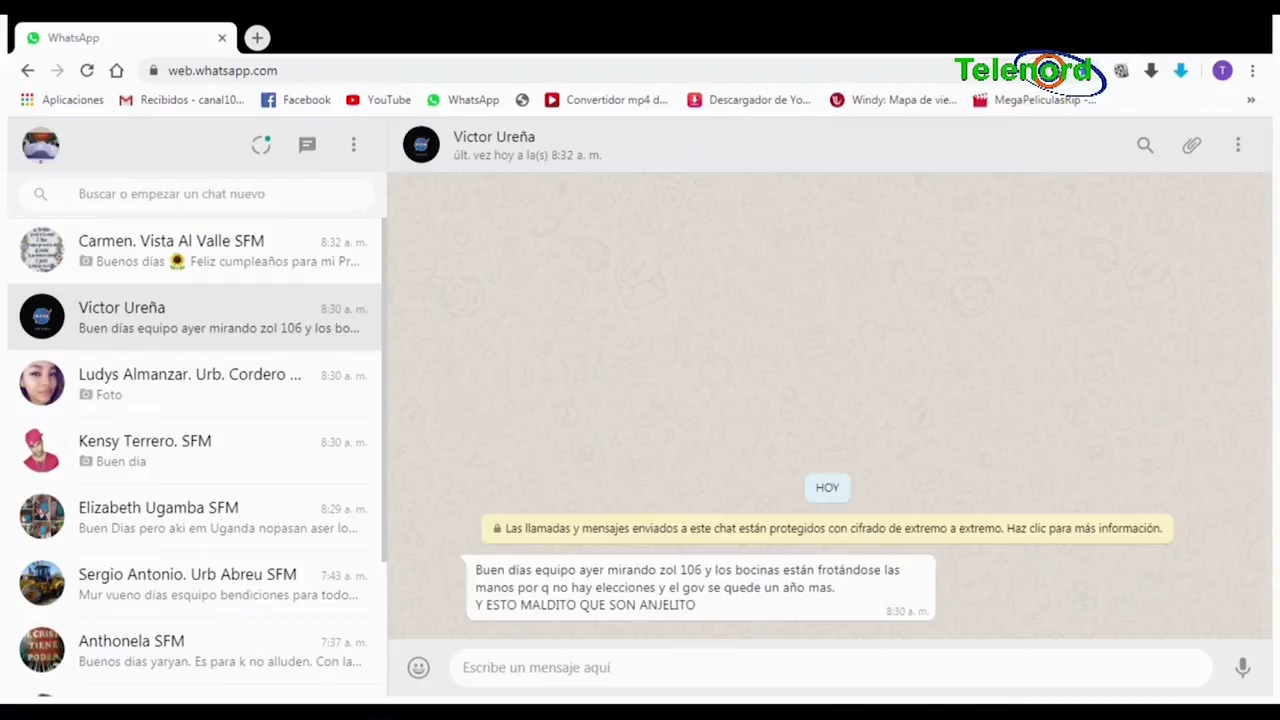 WhatsApp
web.whatsapp.com
Telenord
T
Aplicaciones
Recibidos - canal10...
Facebook
YouTube
WhatsApp
Convertidor mp4 d...
Descargador de Yo...
Windy: Mapa de vie...
MegaPeliculasRip -...
Buscar o empezar un chat nuevo
Carmen. Vista Al Valle SFM
8:32 a. m.
Buenos días 🌻 Feliz cumpleaños para mi Pr...
Victor Ureña
8:30 a. m.
Buen días equipo ayer mirando zol 106 y los bo...
Ludys Almanzar. Urb. Cordero ...
8:30 a. m.
Foto
Kensy Terrero. SFM
8:30 a. m.
Buen dia
Elizabeth Ugamba SFM
8:29 a. m.
Buen Dias pero aki em Uganda nopasan aser lo...
Sergio Antonio. Urb Abreu SFM
7:43 a. m.
Mur vueno días esquipo bendiciones para todo...
Anthonela SFM
7:37 a. m.
Buenos dias yaryan. Es para k no alluden. Con la...
Victor Ureña
últ. vez hoy a la(s) 8:32 a. m.
HOY
Las llamadas y mensajes enviados a este chat están protegidos con cifrado de extremo a extremo. Haz clic para más información.
Buen días equipo ayer mirando zol 106 y los bocinas están frotándose las
manos por q no hay elecciones y el gov se quede un año mas.
Y ESTO MALDITO QUE SON ANJELITO
8:30 a. m.
Escribe un mensaje aquí